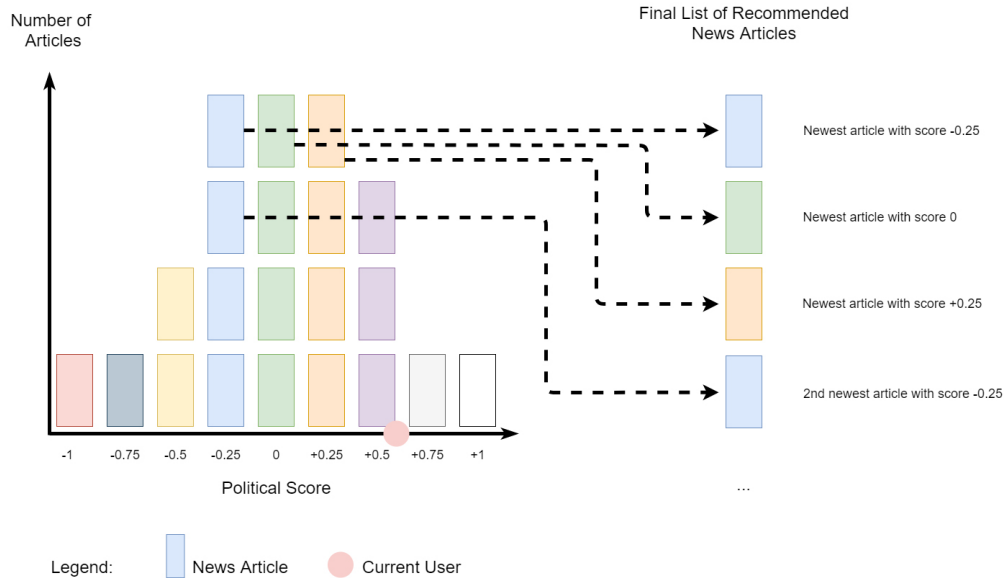 Number of
Articles
Final List of Recommended
News Articles
Newest article with score -0.25
Newest article with score 0
Newest article with score +0.25
2nd newest article with score -0.25
...
-1 -0.75 -0.5 -0.25 0 +0.25 +0.5 +0.75 +1
Political Score
Legend: News Article Current User